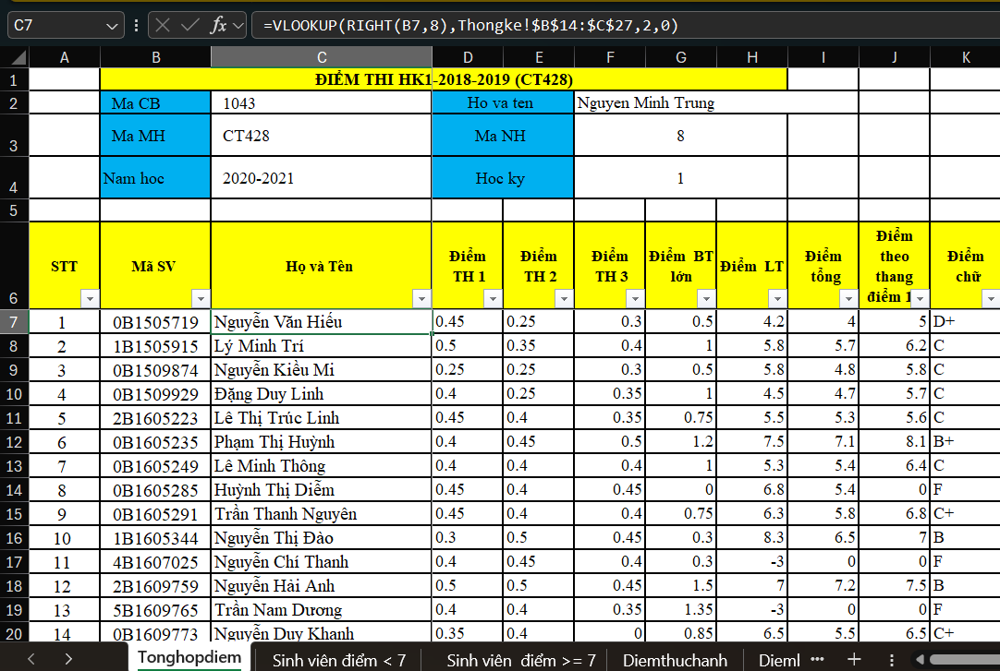 C7 fx =VLOOKUP(RIGHT(B7,8),Thongke!$B$14:$C$27,2,0)
A B C D E F G H I J K
1 ĐIỂM THI HK1-2018-2019 (CT428)
2 Ma CB 1043 Ho va ten Nguyen Minh Trung
3 Ma MH CT428 Ma NH 8
4 Nam hoc 2020-2021 Hoc ky 1
5
6 STT Mã SV Họ và Tên Điểm TH 1 Điểm TH 2 Điểm TH 3 Điểm BT lớn Điểm LT Điểm tổng Điểm theo thang điểm 1 Điểm chữ
7 1 0B1505719 Nguyễn Văn Hiếu 0.45 0.25 0.3 0.5 4.2 4 5 D+
8 2 1B1505915 Lý Minh Trí 0.5 0.35 0.4 1 5.8 5.7 6.2 C
9 3 0B1509874 Nguyễn Kiều Mi 0.25 0.25 0.3 0.5 5.8 4.8 5.8 C
10 4 0B1509929 Đặng Duy Linh 0.4 0.25 0.35 1 4.5 4.7 5.7 C
11 5 2B1605223 Lê Thị Trúc Linh 0.45 0.4 0.35 0.75 5.5 5.3 5.6 C
12 6 0B1605235 Phạm Thị Huỳnh 0.4 0.45 0.5 1.2 7.5 7.1 8.1 B+
13 7 0B1605249 Lê Minh Thông 0.4 0.4 0.4 1 5.3 5.4 6.4 C
14 8 0B1605285 Huỳnh Thị Diễm 0.45 0.4 0.45 0 6.8 5.4 0 F
15 9 0B1605291 Trần Thanh Nguyên 0.45 0.4 0.4 0.75 6.3 5.8 6.8 C+
16 10 1B1605344 Nguyễn Thị Đào 0.3 0.5 0.45 0.3 8.3 6.5 7 B
17 11 4B1607025 Nguyễn Chí Thanh 0.4 0.45 0.4 0.3 -3 0 0 F
18 12 2B1609759 Nguyễn Hải Anh 0.5 0.5 0.45 1.5 7 7.2 7.5 B
19 13 5B1609765 Trần Nam Dương 0.4 0.4 0.35 1.35 -3 0 0 F
20 14 0B1609773 Nguyễn Duy Khanh 0.35 0.4 0 0.85 6.5 5.5 6.5 C+
Tonghopdiem Sinh viên điểm < 7 Sinh viên điểm >= 7 Diemthuchanh Dieml ···